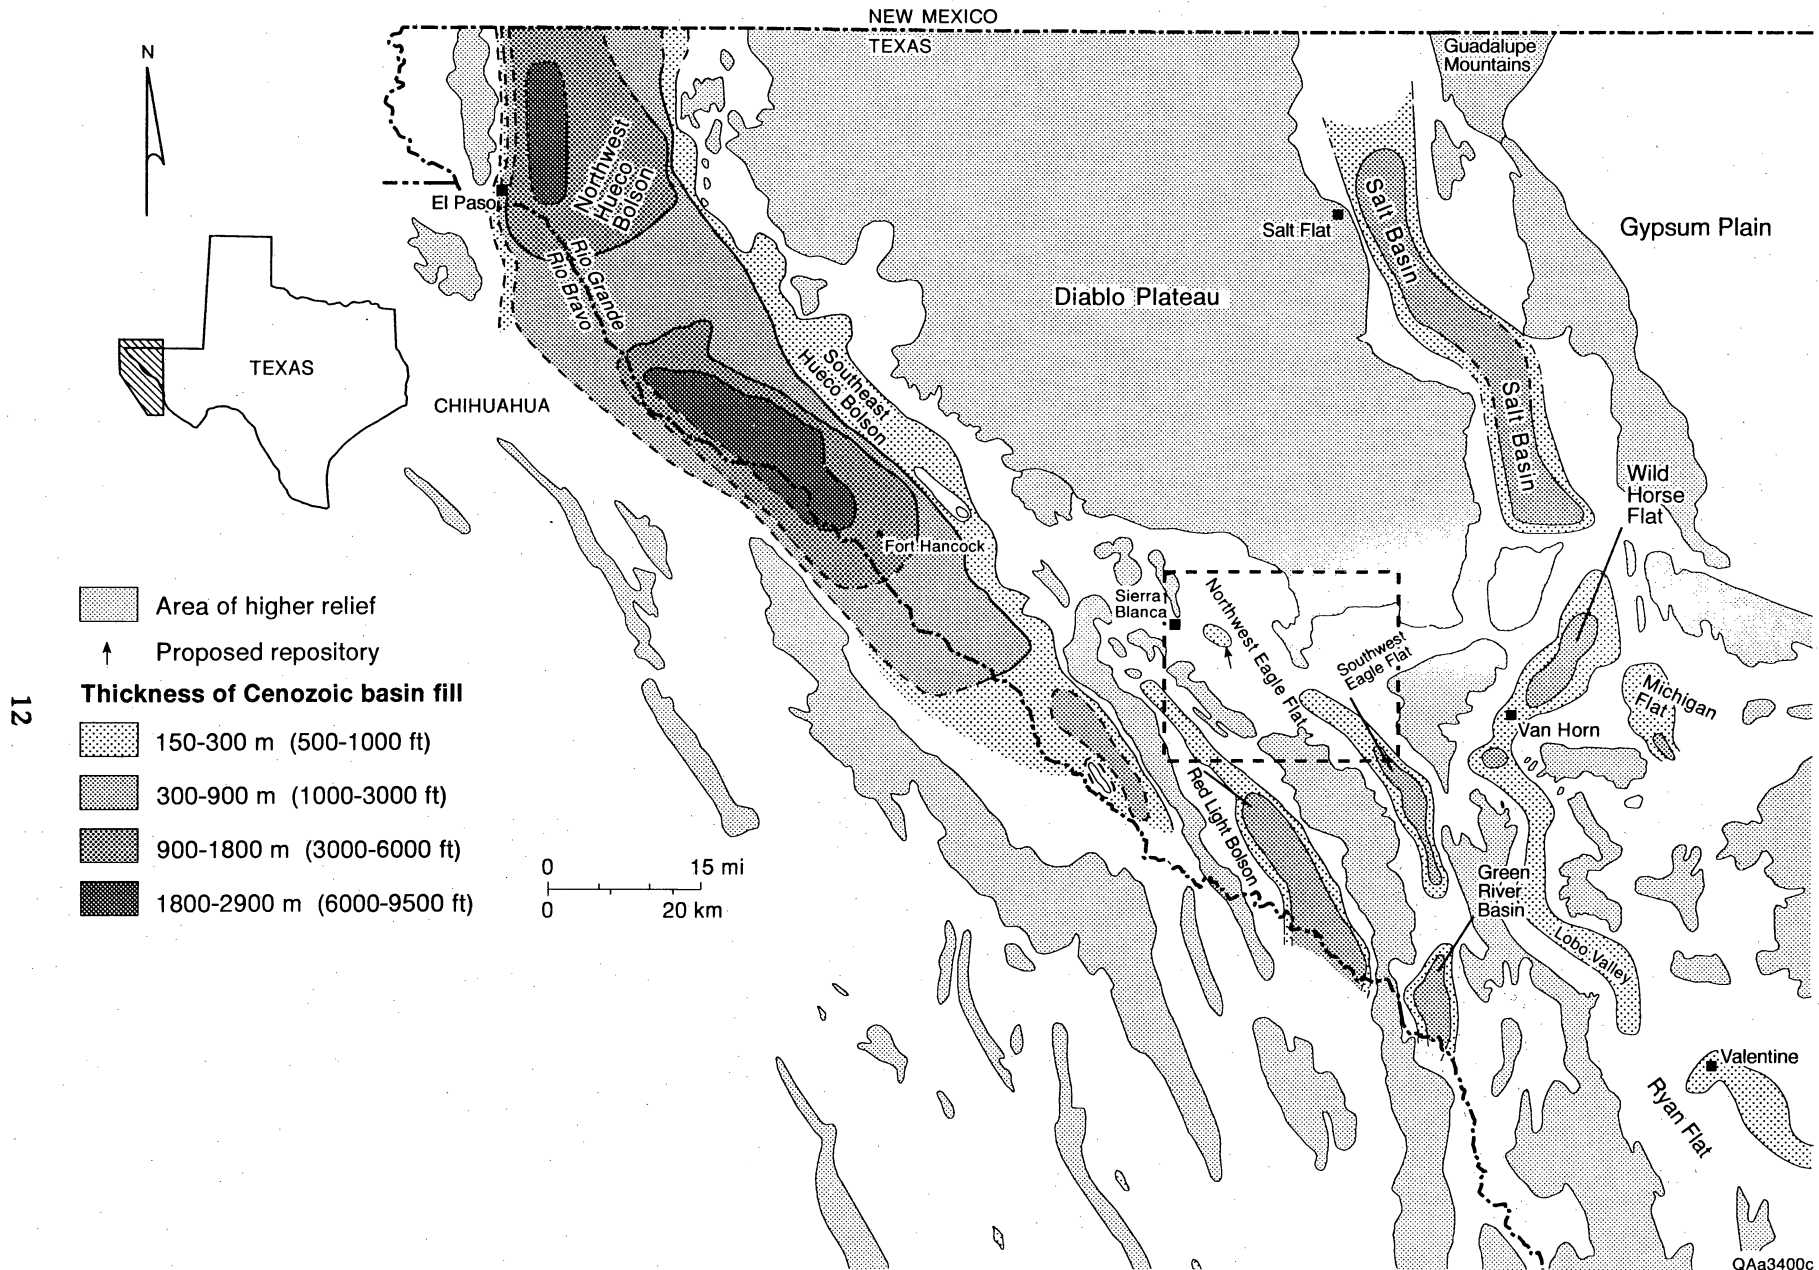 NEW MEXICO
TEXAS
Guadalupe
Mountains
N
Northwest
Hueco
Bolson
El Paso
Salt Flat
Salt Basin
Gypsum Plain
Rio Grande
Rio Bravo
Diablo Plateau
TEXAS
CHIHUAHUA
Southeast
Hueco Bolson
Salt Basin
Wild
Horse
Flat
Fort Hancock
Sierra
Blanca
Northwest Eagle Flat
Southwest
Eagle Flat
Michigan
Flat
Van Horn
Red Light Bolson
Green
River
Basin
Lobo Valley
Valentine
Ryan Flat
Area of higher relief
Proposed repository
Thickness of Cenozoic basin fill
150-300 m (500-1000 ft)
300-900 m (1000-3000 ft)
900-1800 m (3000-6000 ft)
1800-2900 m (6000-9500 ft)
0 15 mi
0 20 km
12
QAa3400c